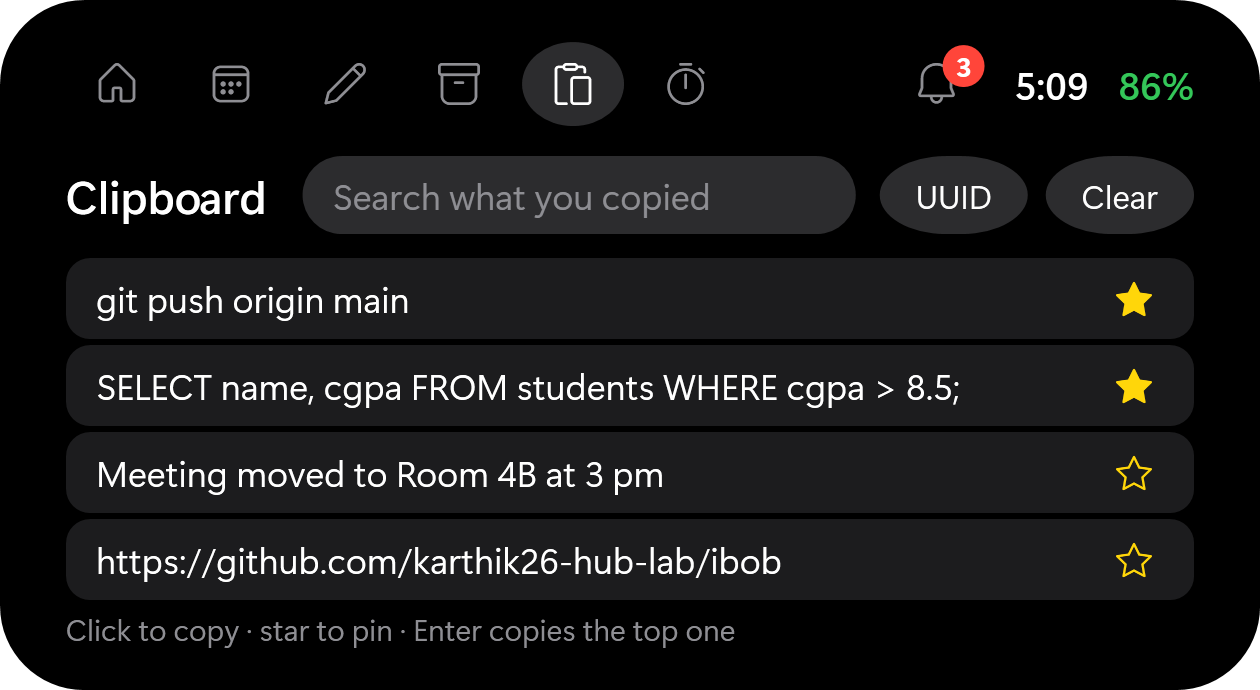 3
5:09 86%
Clipboard Search what you copied UUID Clear
git push origin main
SELECT name, cgpa FROM students WHERE cgpa > 8.5;
Meeting moved to Room 4B at 3 pm
https://github.com/karthik26-hub-lab/ibob
Click to copy · star to pin · Enter copies the top one